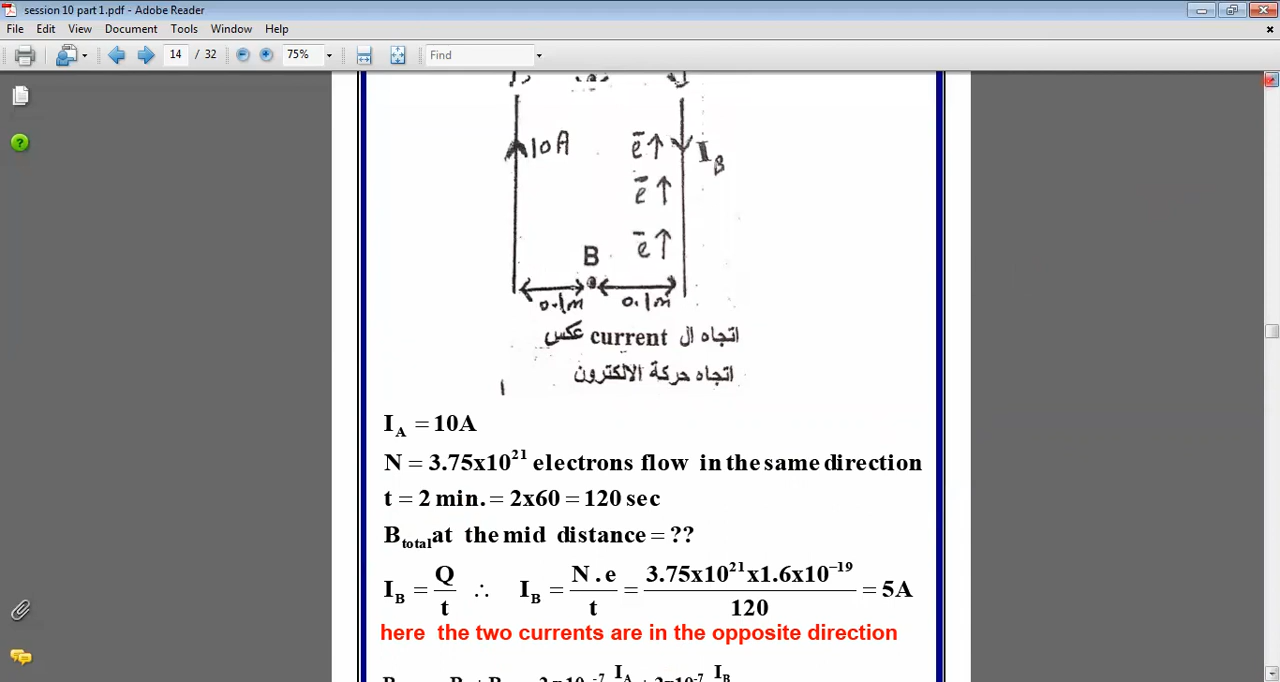 session 10 part 1.pdf - Adobe Reader
File Edit View Document Tools Window Help
14 / 32 75% Find
10A e̅↑ I_B
e̅↑
B e̅↑
0.1m 0.1m
اتجاه ال current عكس
اتجاه حركة الالكترون
I_A = 10A
N = 3.75x10^21 electrons flow in the same direction
t = 2 min. = 2x60 = 120 sec
B_total at the mid distance = ??
I_B = Q/t ∴ I_B = N.e/t = 3.75x10^21x1.6x10^-19/120 = 5A
here the two currents are in the opposite direction